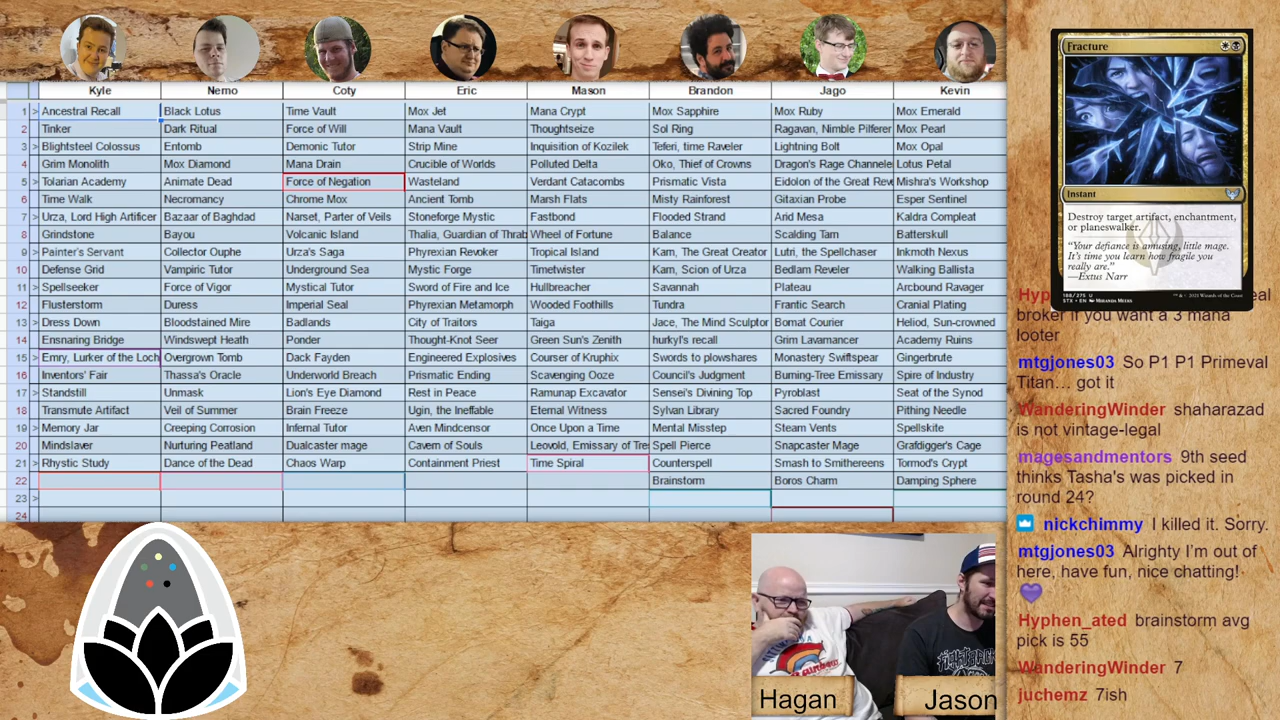 Kyle Nemo Coty Eric Mason Brandon Jago Kevin
1 > Ancestral Recall Black Lotus Time Vault Mox Jet Mana Crypt Mox Sapphire Mox Ruby Mox Emerald
2 Tinker Dark Ritual Force of Will Mana Vault Thoughtseize Sol Ring Ragavan, Nimble Pilferer Mox Pearl
3 > Blightsteel Colossus Entomb Demonic Tutor Strip Mine Inquisition of Kozilek Teferi, time Raveler Lightning Bolt Mox Opal
4 Grim Monolith Mox Diamond Mana Drain Crucible of Worlds Polluted Delta Oko, Thief of Crowns Dragon's Rage Channele Lotus Petal
5 > Tolarian Academy Animate Dead Force of Negation Wasteland Verdant Catacombs Prismatic Vista Eidolon of the Great Rev Mishra's Workshop
6 Time Walk Necromancy Chrome Mox Ancient Tomb Marsh Flats Misty Rainforest Gitaxian Probe Esper Sentinel
7 > Urza, Lord High Artificer Bazaar of Baghdad Narset, Parter of Veils Stoneforge Mystic Fastbond Flooded Strand Arid Mesa Kaldra Compleat
8 Grindstone Bayou Volcanic Island Thalia, Guardian of Thrab Wheel of Fortune Balance Scalding Tarn Batterskull
9 > Painter's Servant Collector Ouphe Urza's Saga Phyrexian Revoker Tropical Island Karn, The Great Creator Lutri, the Spellchaser Inkmoth Nexus
10 Defense Grid Vampiric Tutor Underground Sea Mystic Forge Timetwister Karn, Scion of Urza Bedlam Reveler Walking Ballista
11 > Spellseeker Force of Vigor Mystical Tutor Sword of Fire and Ice Hullbreacher Savannah Plateau Arcbound Ravager
12 Flusterstorm Duress Imperial Seal Phyrexian Metamorp Wooded Foothills Tundra Frantic Search Cranial Plating
13 > Dress Down Bloodstained Mire Badlands City of Traitors Taiga Jace, The Mind Sculptor Bomat Courier Heliod, Sun-crowned
14 Ensnaring Bridge Windswept Heath Ponder Thought-Knot Seer Green Sun's Zenith hurkyl's recall Grim Lavamancer Academy Ruins
15 > Emry, Lurker of the Loch Overgrown Tomb Dack Fayden Engineered Explosives Courser of Kruphix Swords to plowshares Monastery Swiftspear Gingerbrute
16 Inventors' Fair Thassa's Oracle Underworld Breach Prismatic Ending Scavenging Ooze Council's Judgment Burning-Tree Emissary Spire of Industry
17 > Standstill Unmask Lion's Eye Diamond Rest in Peace Ramunap Excavator Sensei's Divining Top Pyroblast Seat of the Synod
18 Transmute Artifact Veil of Summer Brain Freeze Ugin, the Ineffable Eternal Witness Sylvan Library Sacred Foundry Pithing Needle
19 > Memory Jar Creeping Corrosion Infernal Tutor Aven Mindcensor Once Upon a Time Mental Misstep Steam Vents Spellskite
20 Mindslaver Nurturing Peatland Dualcaster mage Cavern of Souls Leovold, Emissary of Tre Spell Pierce Snapcaster Mage Grafdigger's Cage
21 > Rhystic Study Dance of the Dead Chaos Warp Containment Priest Time Spiral Counterspell Smash to Smithereens Tormod's Crypt
22 Brainstorm Boros Charm Damping Sphere
23 >
24
Fracture
Instant
Destroy target artifact, enchantment,
or planeswalker.
"Your defiance is amusing, little mage.
It's time you learn how fragile you
really are."
—Extus Narr
broker if you want a 3 mana
looter
mtgjones03 So P1 P1 Primeval
Titan… got it
WanderingWinder shaharazad
is not vintage-legal
magesandmentors 9th seed
thinks Tasha's was picked in
round 24?
nickchimmy I killed it. Sorry.
mtgjones03 Alrighty I'm out of
here, have fun, nice chatting!
Hyphen_ated brainstorm avg
pick is 55
WanderingWinder 7
juchemz 7ish
Hagan
Jason